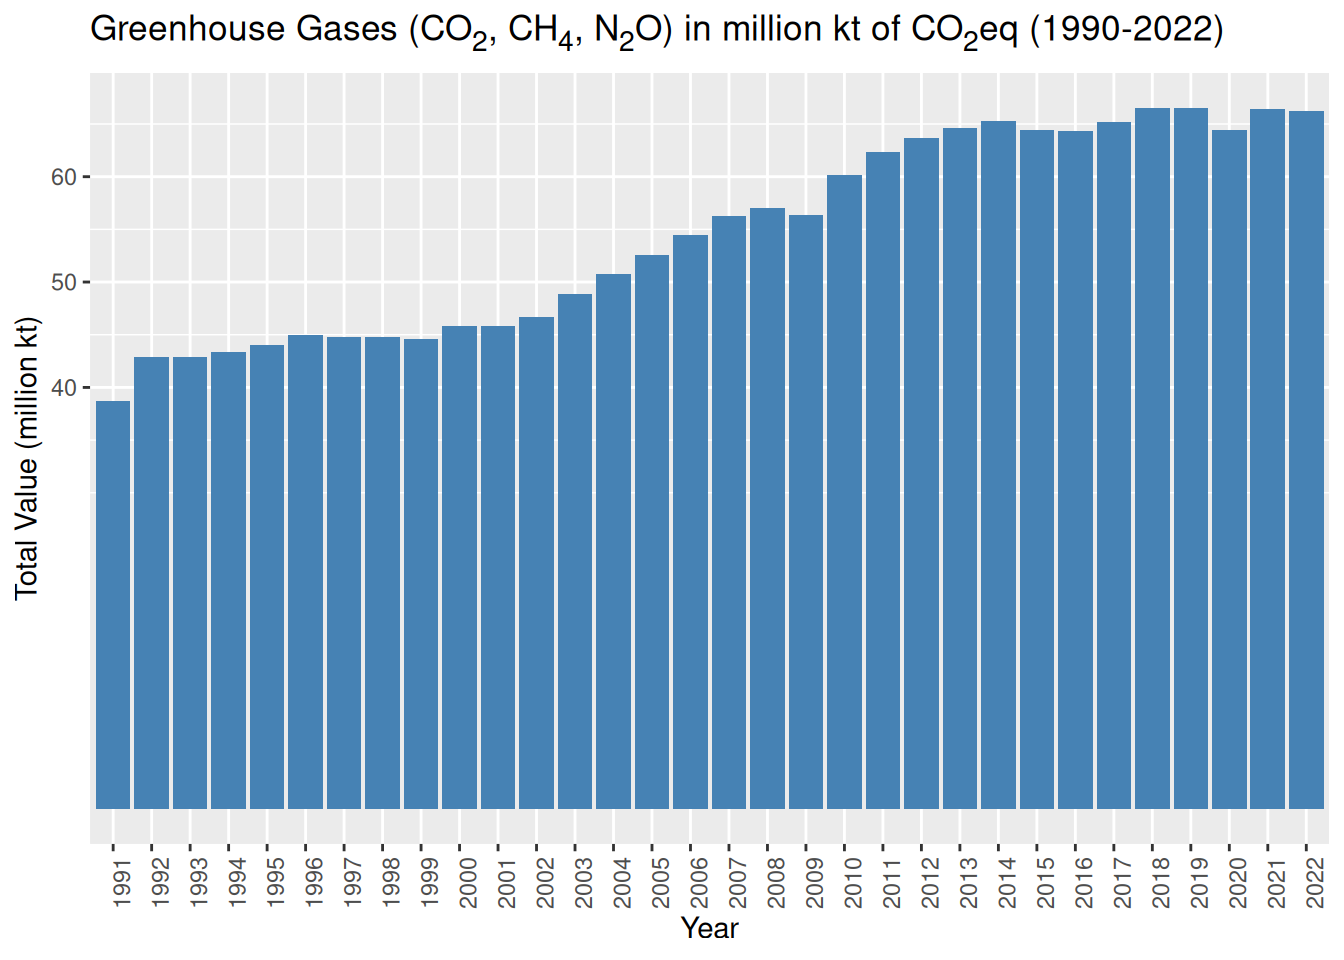 Greenhouse Gases (CO₂, CH₄, N₂O) in million kt of CO₂eq (1990-2022)
Total Value (million kt)
60
50
40
1991 1992 1993 1994 1995 1996 1997 1998 1999 2000 2001 2002 2003 2004 2005 2006 2007 2008 2009 2010 2011 2012 2013 2014 2015 2016 2017 2018 2019 2020 2021 2022
Year